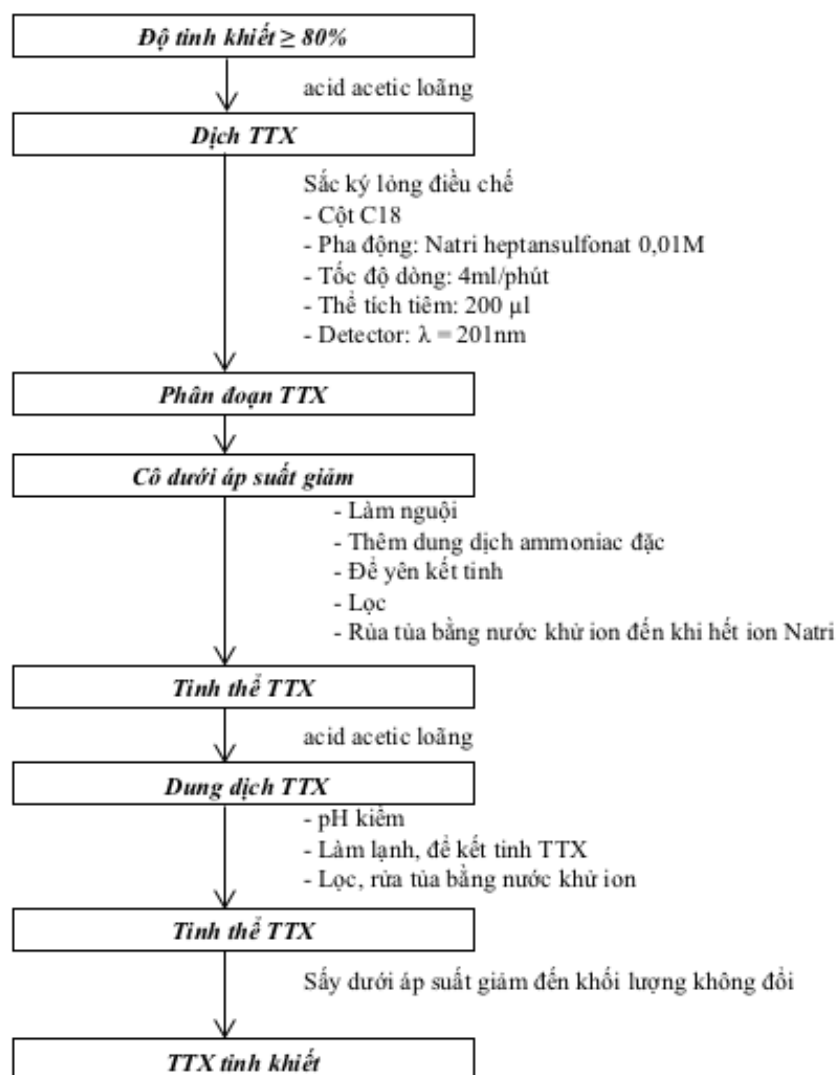 Độ tinh khiết ≥ 80%
acid acetic loãng
Dịch TTX
Sắc ký lỏng điều chế
- Cột C18
- Pha động: Natri heptansulfonat 0,01M
- Tốc độ dòng: 4ml/phút
- Thể tích tiêm: 200 µl
- Detector: λ = 201nm
Phân đoạn TTX
Cô dưới áp suất giảm
- Làm nguội
- Thêm dung dịch ammoniac đặc
- Để yên kết tinh
- Lọc
- Rửa tủa bằng nước khử ion đến khi hết ion Natri
Tinh thể TTX
acid acetic loãng
Dung dịch TTX
- pH kiềm
- Làm lạnh, để kết tinh TTX
- Lọc, rửa tủa bằng nước khử ion
Tinh thể TTX
Sấy dưới áp suất giảm đến khối lượng không đổi
TTX tinh khiết